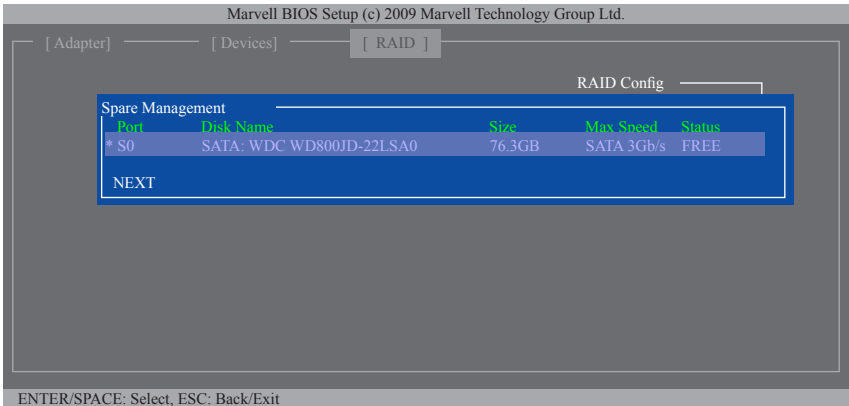 Marvell BIOS Setup (c) 2009 Marvell Technology Group Ltd.
[ Adapter] [ Devices] [ RAID ]
RAID Config
Spare Management
Port Disk Name Size Max Speed Status
* S0 SATA: WDC WD800JD-22LSA0 76.3GB SATA 3Gb/s FREE
NEXT
ENTER/SPACE: Select, ESC: Back/Exit